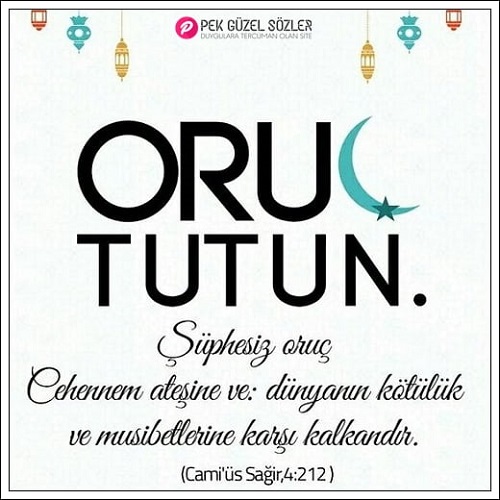 PEK GÜZEL SÖZLER
DUYGULARA TERCÜMAN OLAN SİTE
ORUÇ
TUTUN.
Şüphesiz oruç
Cehennem ateşine ve: dünyanın kötülük
ve musibetlerine karşı kalkandır.
(Cami'üs Sağir,4:212 )